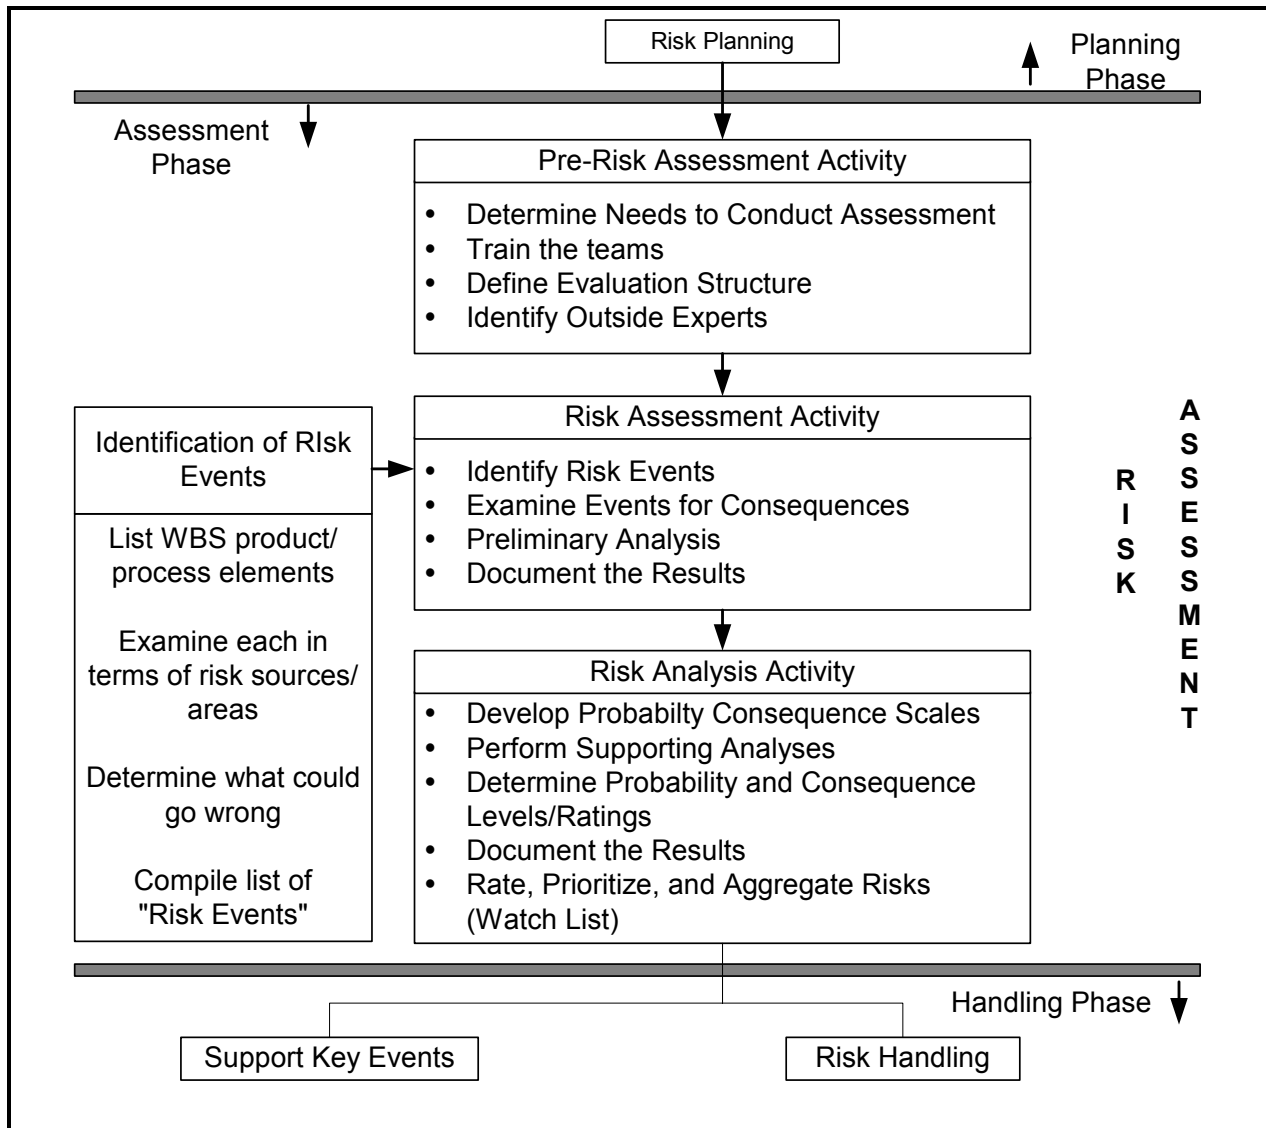 Risk Planning
Planning
Phase
Assessment
Phase
Pre-Risk Assessment Activity
• Determine Needs to Conduct Assessment
• Train the teams
• Define Evaluation Structure
• Identify Outside Experts
Identification of RIsk
Events
List WBS product/
process elements
Examine each in
terms of risk sources/
areas
Determine what could
go wrong
Compile list of
"Risk Events"
Risk Assessment Activity
• Identify Risk Events
• Examine Events for Consequences
• Preliminary Analysis
• Document the Results
Risk Analysis Activity
• Develop Probabilty Consequence Scales
• Perform Supporting Analyses
• Determine Probability and Consequence
Levels/Ratings
• Document the Results
• Rate, Prioritize, and Aggregate Risks
(Watch List)
RISK
ASSESSMENT
Handling Phase
Support Key Events
Risk Handling